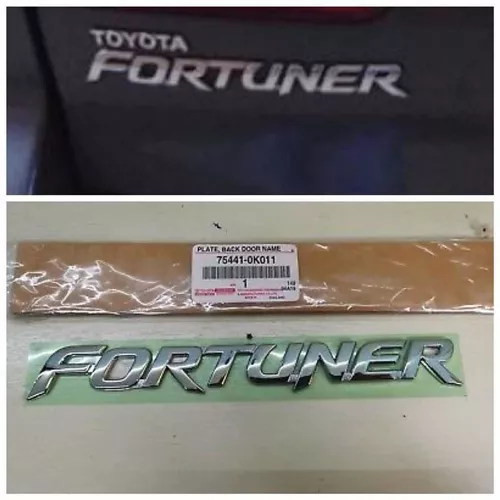 TOYOTA
FORTUNER
PLATE, BACK DOOR NAME
75441-0K011
1
FORTUNER